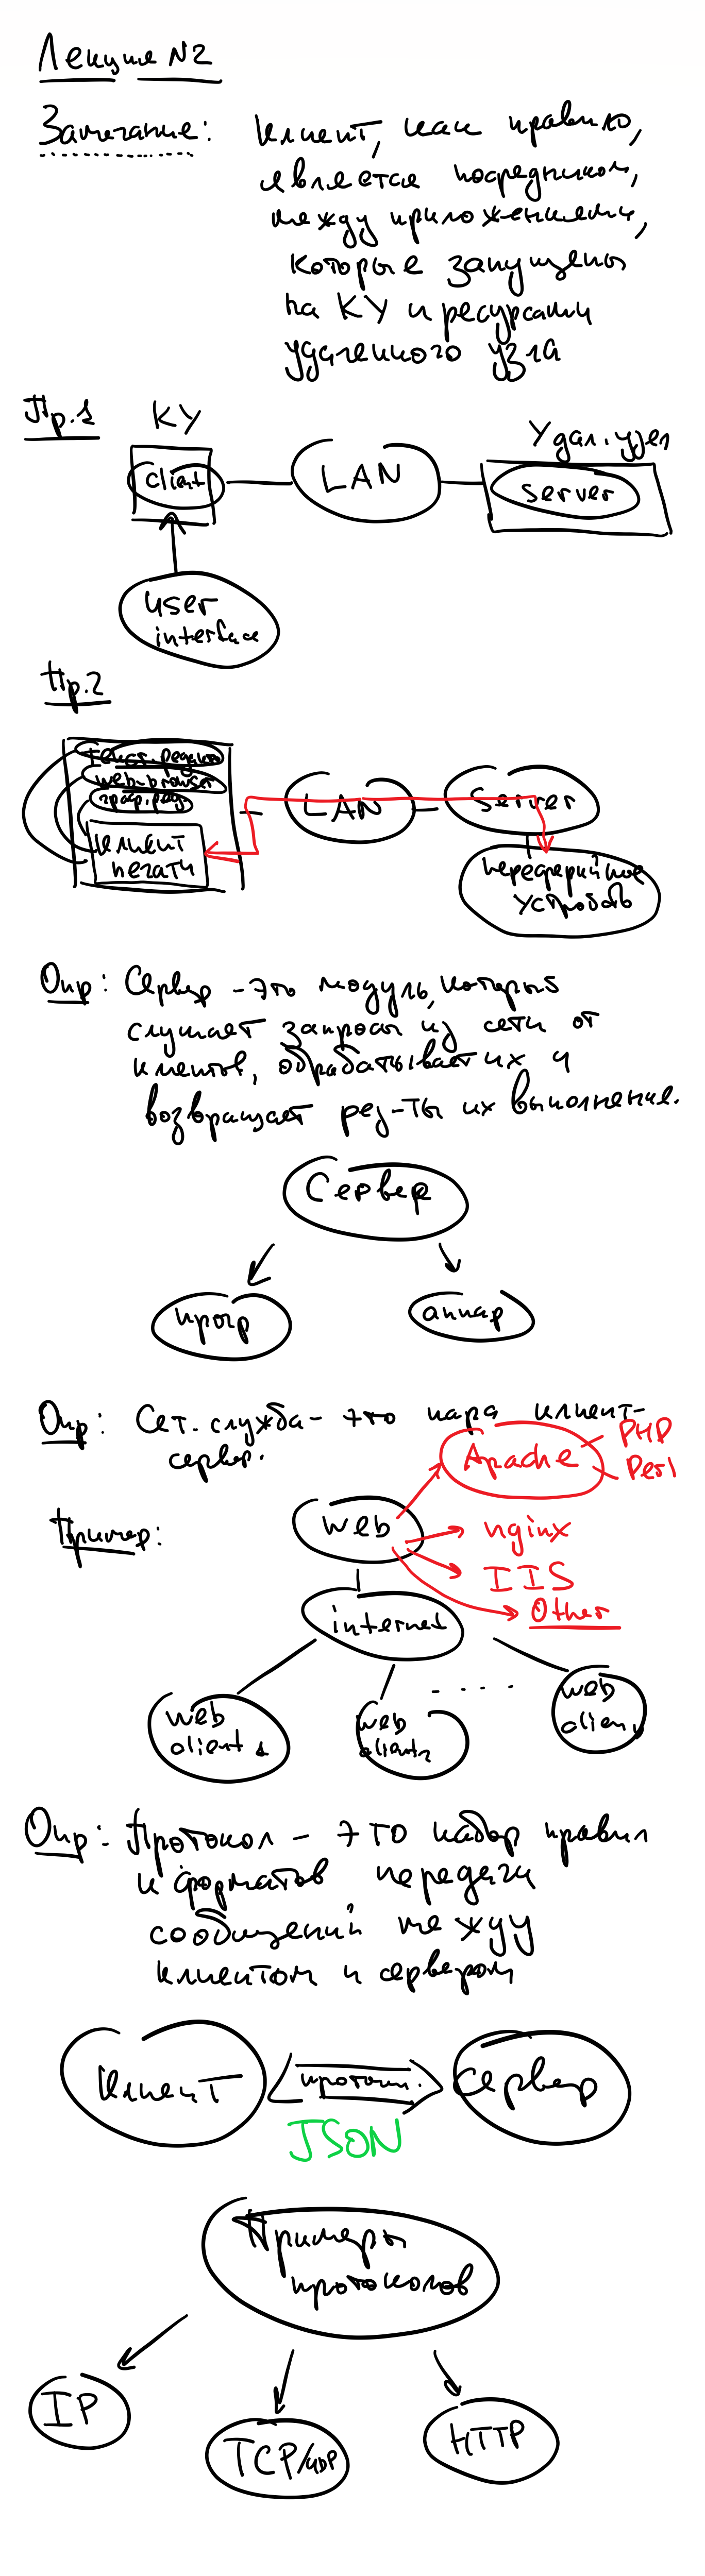 Лекция N2
Замечание: Клиент, как правило,
является посредником,
между приложениями,
которые запущены
на КУ и ресурсами
удаленного узла
Пр.1
КУ
Удал.узел
client
LAN
server
user
interface
Пр.2
текст.редактор
web-browser
граф.ред.
клиент
печати
LAN
Server
периферийное
устройство
Опр: Сервер - это модуль, который
слушает запросы из сети от
клиентов, обрабатывает их и
возвращает рез-ты их выполнения.
Сервер
прогр
аппар
Опр: Сет. служба - это пара клиент-
сервер.
Apache
PHP
Perl
Пример:
web
nginx
IIS
Other
internet
web
client 1
web
client2
. . . . .
web
client
Опр: Протокол - это набор правил
и форматов передачи
сообщений между
клиентом и сервером
Клиент
протокол.
Сервер
JSON
Примеры
протоколов
IP
TCP/UDP
HTTP